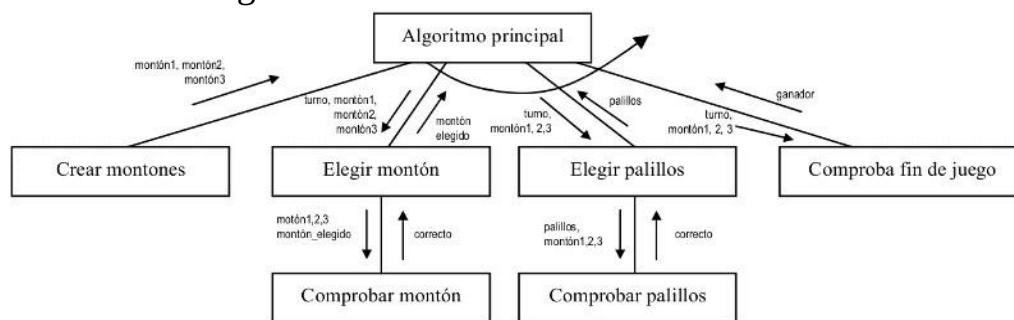 g
Algoritmo principal
montón1, montón2,
montón3
turno, montón1,
montón2,
montón3
montón
elegido
turno,
montón1, 2,3
palillos
ganador
turno,
montón1, 2, 3
Crear montones
Elegir montón
Elegir palillos
Comproba fin de juego
motón1,2,3
montón_elegido
correcto
palillos,
montón1,2,3
correcto
Comprobar montón
Comprobar palillos